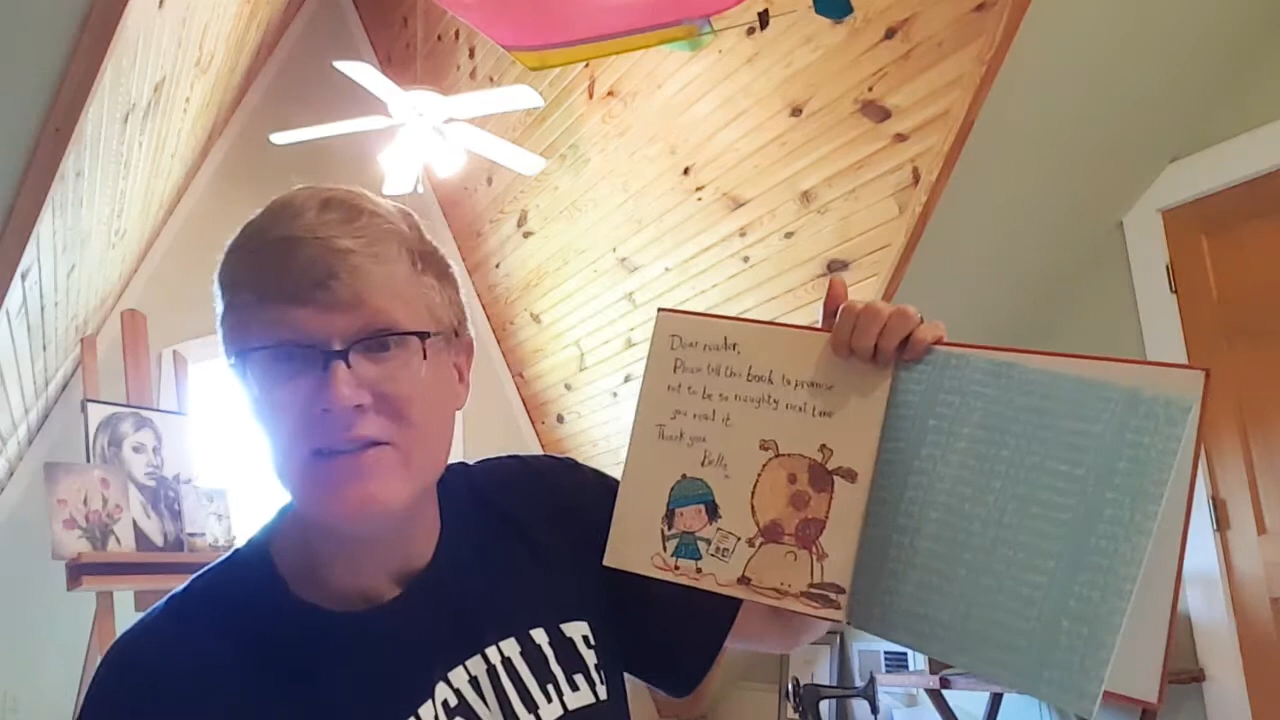 Dear reader,
Please tell this book to promise
not to be so naughty next time
you read it.
Thank you
Bella
SVILLE